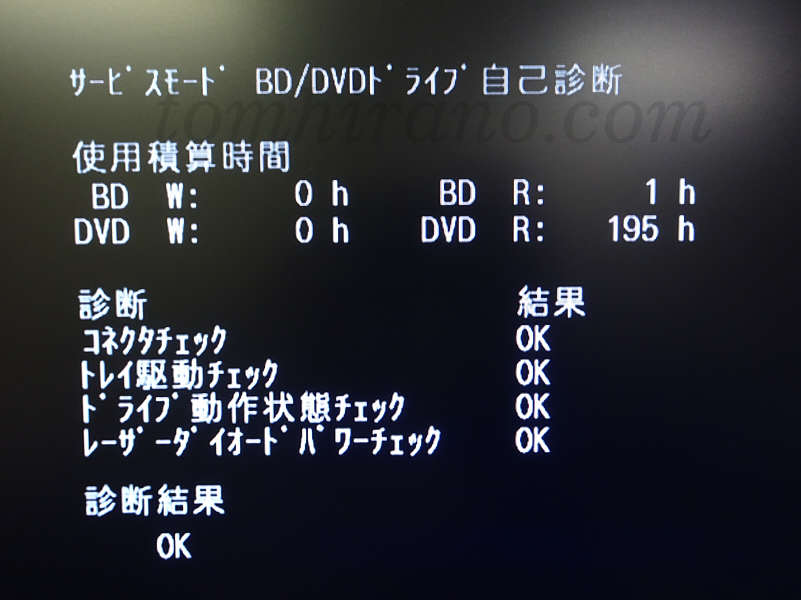 サービスモード BD/DVDドライブ自己診断
tomhirano.com
使用積算時間
BD W: 0 h BD R: 1 h
DVD W: 0 h DVD R: 195 h
診断 結果
コネクタチェック OK
トレイ駆動チェック OK
ドライブ動作状態チェック OK
レーザーダイオードパワーチェック OK
診断結果
OK